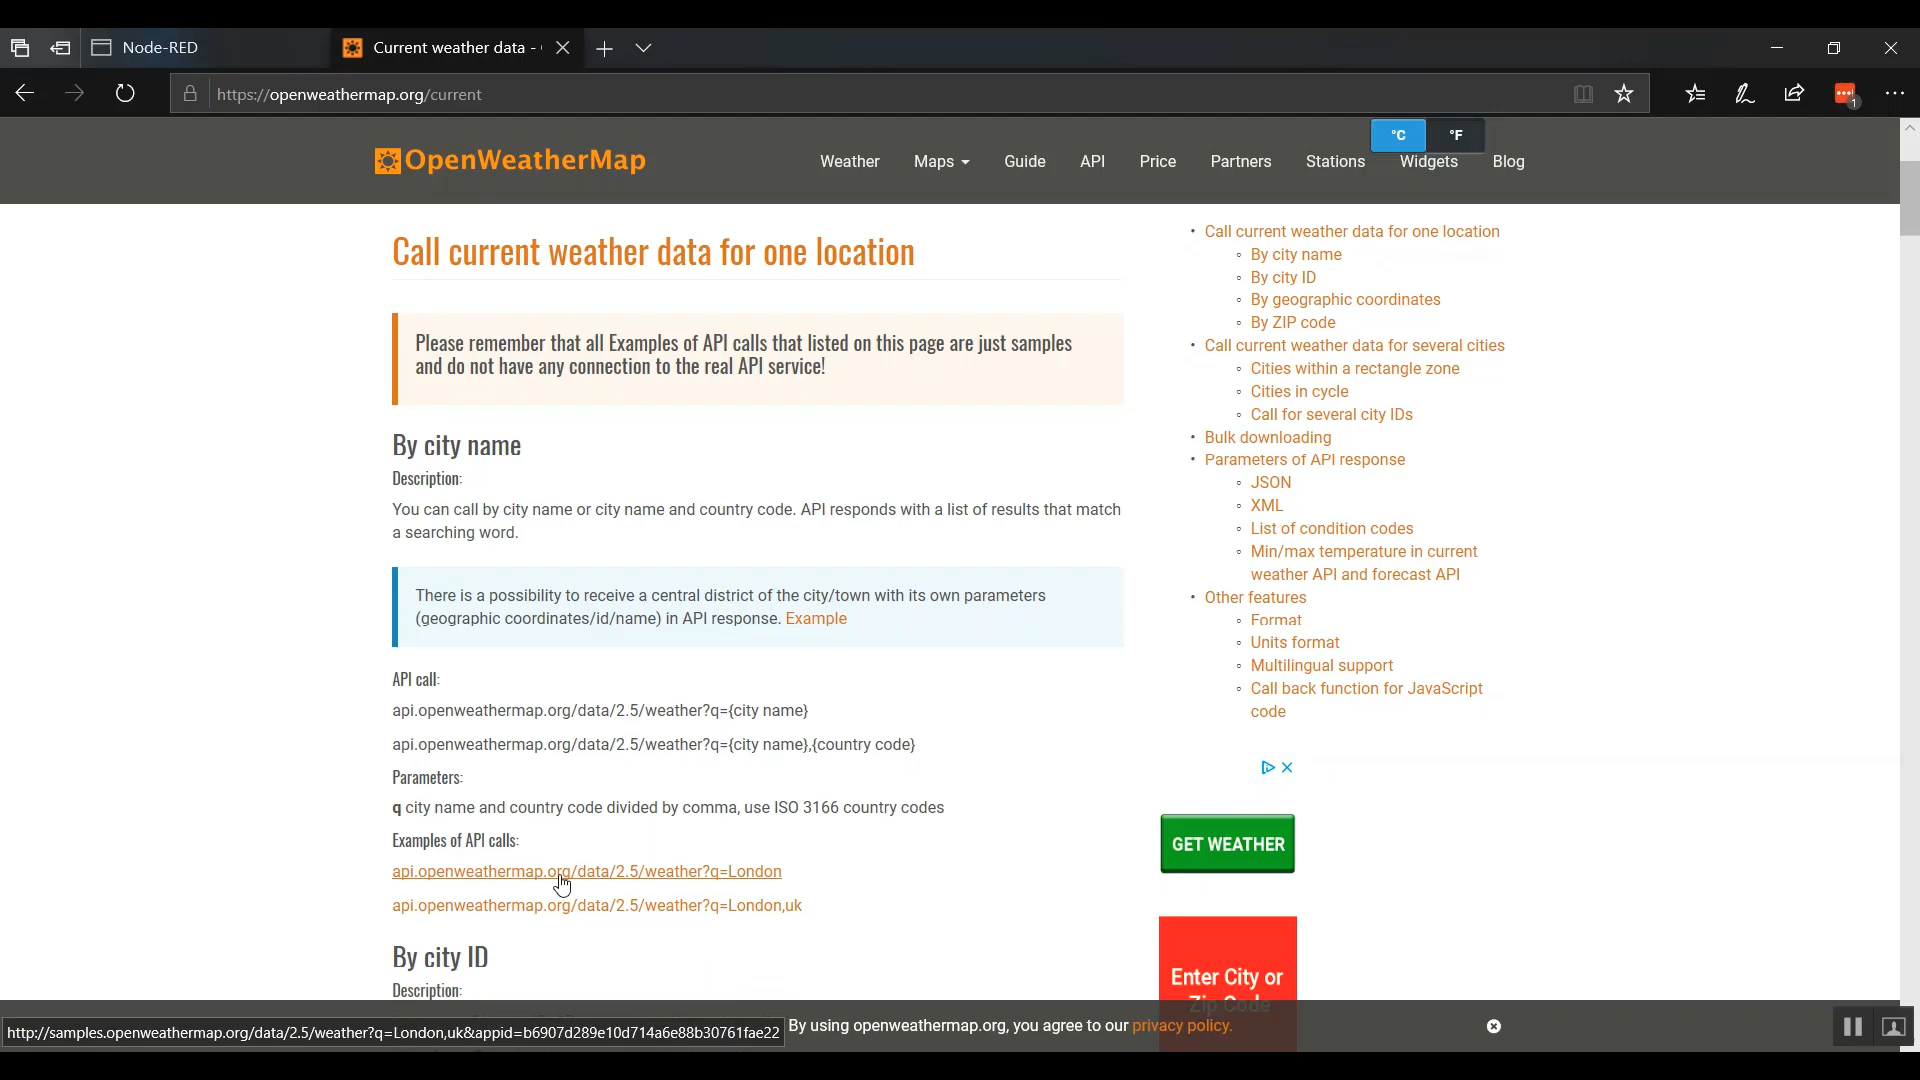 Node-RED
Current weather data -
https://openweathermap.org/current
1
°C °F
OpenWeatherMap
Weather Maps Guide API Price Partners Stations Widgets Blog
Call current weather data for one location
Please remember that all Examples of API calls that listed on this page are just samples
and do not have any connection to the real API service!
By city name
Description:
You can call by city name or city name and country code. API responds with a list of results that match
a searching word.
There is a possibility to receive a central district of the city/town with its own parameters
(geographic coordinates/id/name) in API response. Example
API call:
api.openweathermap.org/data/2.5/weather?q={city name}
api.openweathermap.org/data/2.5/weather?q={city name},{country code}
Parameters:
q city name and country code divided by comma, use ISO 3166 country codes
Examples of API calls:
api.openweathermap.org/data/2.5/weather?q=London
api.openweathermap.org/data/2.5/weather?q=London,uk
By city ID
Description:
Call current weather data for one location
By city name
By city ID
By geographic coordinates
By ZIP code
Call current weather data for several cities
Cities within a rectangle zone
Cities in cycle
Call for several city IDs
Bulk downloading
Parameters of API response
JSON
XML
List of condition codes
Min/max temperature in current
weather API and forecast API
Other features
Format
Units format
Multilingual support
Call back function for JavaScript
code
GET WEATHER
Enter City or
Zip Code
http://samples.openweathermap.org/data/2.5/weather?q=London,uk&appid=b6907d289e10d714a6e88b30761fae22
By using openweathermap.org, you agree to our privacy policy.